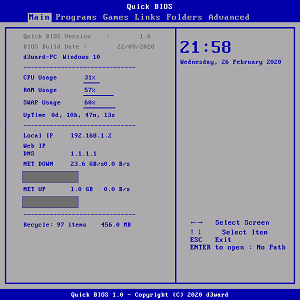 Quick BIOS
Main Programs Games Links Folders Advanced
Quick BIOS Version : 1.0
BIOS Build Date : 22/09/2020
d3ward-PC Windows 10
CPU Usage 31%
RAM Usage 57%
SWAP Usage 60%
UpTime 0d, 10h, 47m, 13s
Local IP 192.168.1.2
Web IP
DNS 1.1.1.1
NET DOWN 23.6 GB/s0.0 B/s
NET UP 1.0 GB 0.0 B/s
Recycle: 97 items 456.0 MB
21:58
Wednesday, 26 February 2020
←→ Select Screen
↑↓ Select Item
ESC Exit
ENTER to open : No Path
Quick BIOS 1.0 - Copyright (C) 2020 d3ward